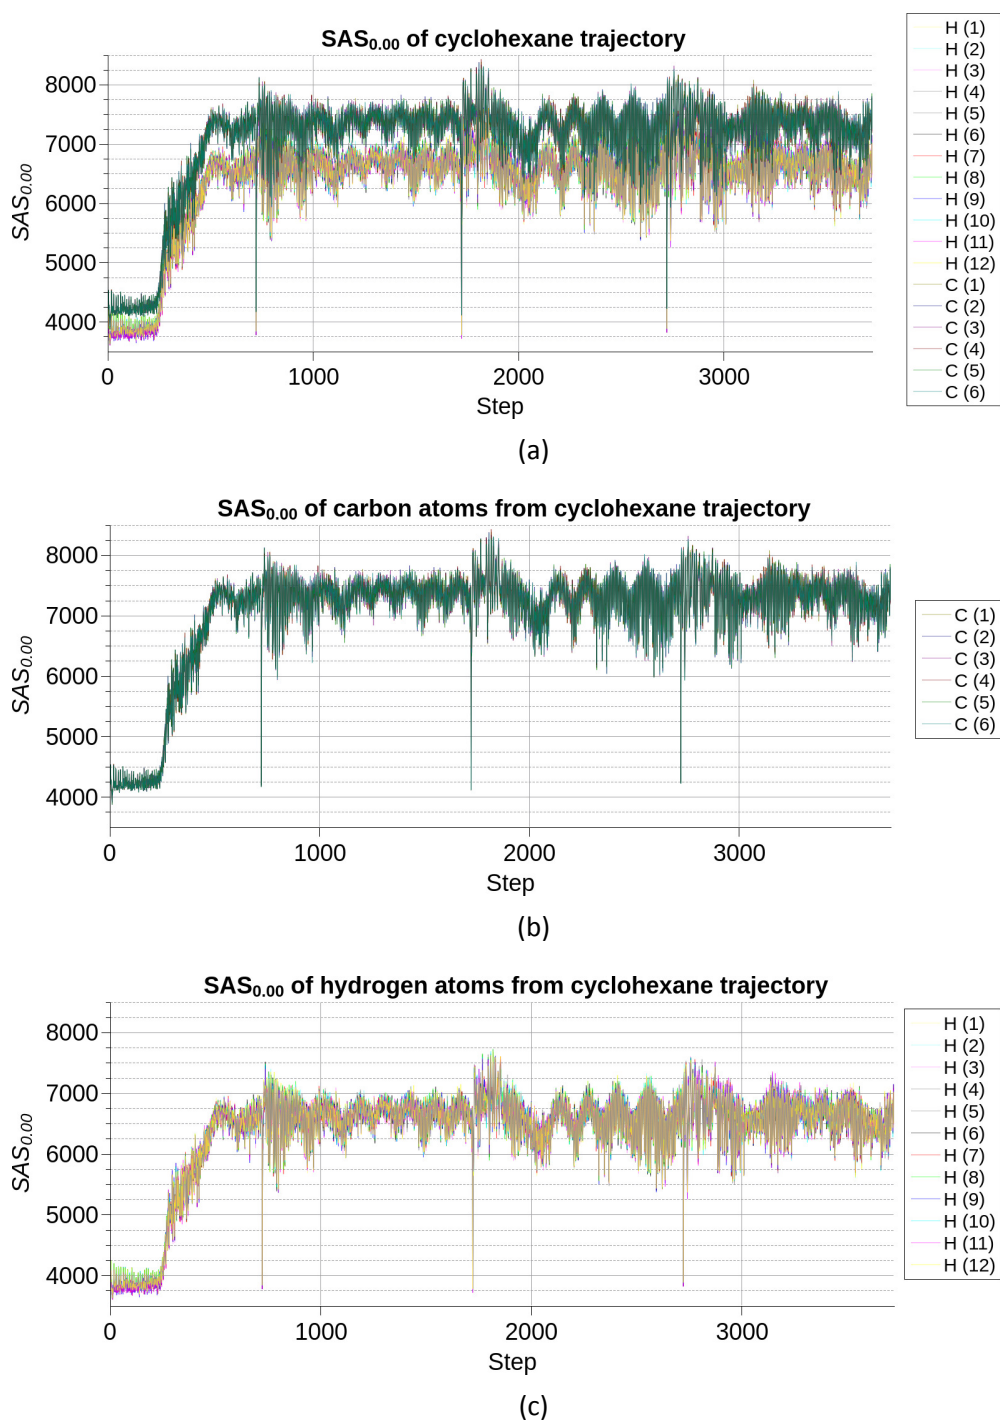 SAS0.00 of cyclohexane trajectory
SAS0.00
8000
7000
6000
5000
4000
0 1000 2000 3000
Step
H (1)
H (2)
H (3)
H (4)
H (5)
H (6)
H (7)
H (8)
H (9)
H (10)
H (11)
H (12)
C (1)
C (2)
C (3)
C (4)
C (5)
C (6)
(a)
SAS0.00 of carbon atoms from cyclohexane trajectory
SAS0.00
8000
7000
6000
5000
4000
0 1000 2000 3000
Step
C (1)
C (2)
C (3)
C (4)
C (5)
C (6)
(b)
SAS0.00 of hydrogen atoms from cyclohexane trajectory
SAS0.00
8000
7000
6000
5000
4000
0 1000 2000 3000
Step
H (1)
H (2)
H (3)
H (4)
H (5)
H (6)
H (7)
H (8)
H (9)
H (10)
H (11)
H (12)
(c)